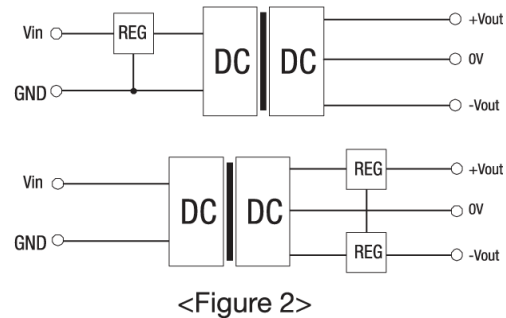 Vin
REG
+Vout
DC
DC
0V
GND
-Vout
Vin
REG
+Vout
DC
DC
0V
GND
REG
-Vout
<Figure 2>